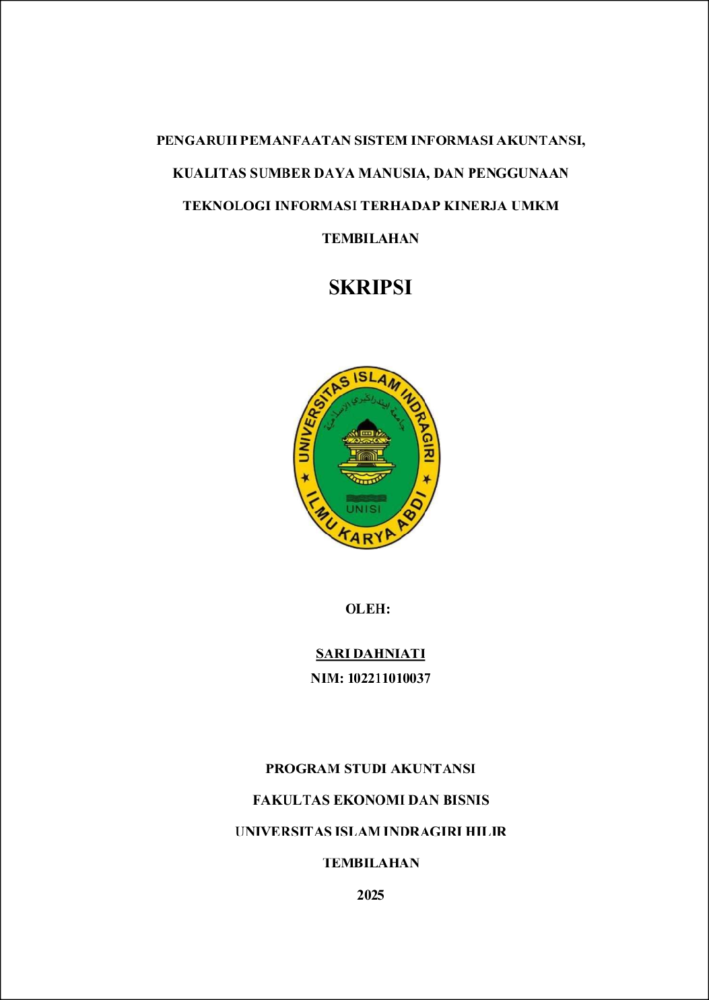 PENGARUII PEMANFAATAN SISTEM INFORMASI AKUNTANSI,
KUALITAS SUMBER DAYA MANUSIA, DAN PENGGUNAAN
TEKNOLOGI INFORMASI TERHADAP KINERJA UMKM
TEMBILAHAN
SKRIPSI
UNIVERSITAS ISLAM INDRAGIRI
جامعة ايندراكيري الإسلامية
UNISI
ILMU KARYA ABDI
OLEH:
SARI DAHNIATI
NIM: 102211010037
PROGRAM STUDI AKUNTANSI
FAKULTAS EKONOMI DAN BISNIS
UNIVERSITAS ISLAM INDRAGIRI HILIR
TEMBILAHAN
2025